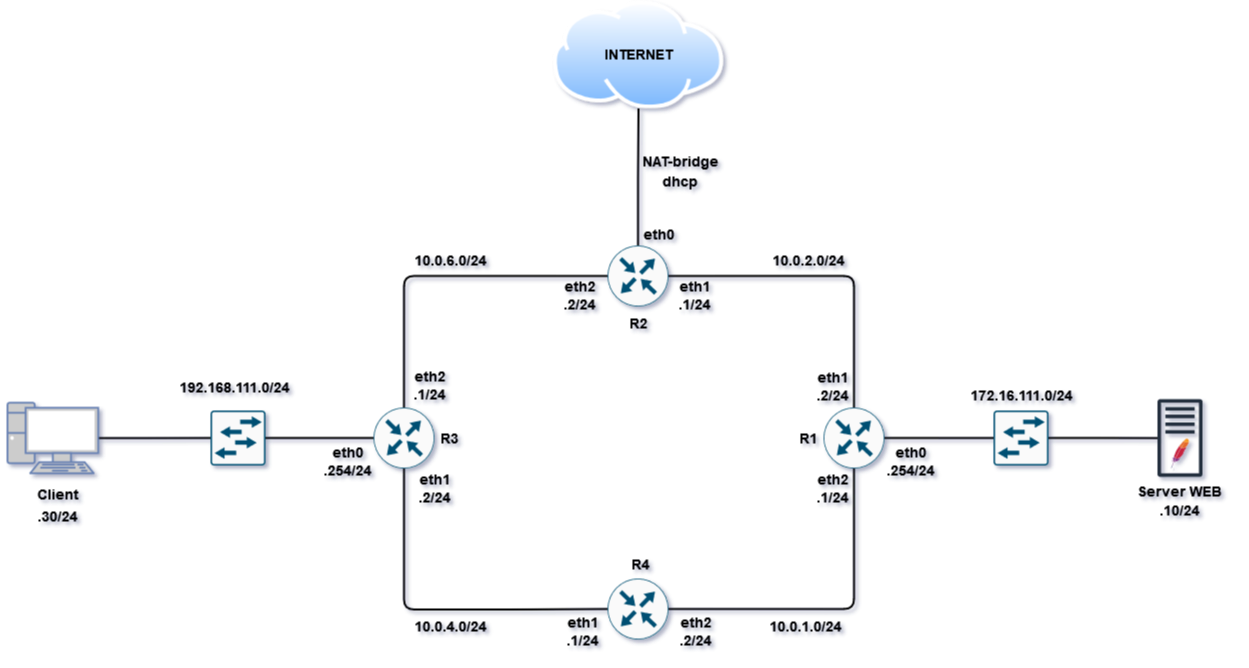 INTERNET
NAT-bridge
dhcp
eth0
10.0.6.0/24
10.0.2.0/24
eth2
.2/24
eth1
.1/24
R2
eth2
.1/24
eth1
.2/24
192.168.111.0/24
172.16.111.0/24
R3
R1
eth0
.254/24
eth0
.254/24
eth1
.2/24
eth2
.1/24
Client
.30/24
Server WEB
.10/24
R4
10.0.4.0/24
eth1
.1/24
eth2
.2/24
10.0.1.0/24